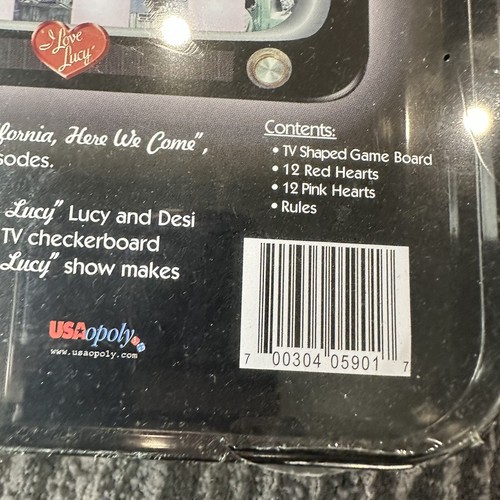 I Love
Lucy
fornia, Here We Come",
sodes.
Lucy" Lucy and Desi
TV checkerboard
Lucy" show makes
Contents:
• TV Shaped Game Board
• 12 Red Hearts
• 12 Pink Hearts
• Rules
USAopoly
www.usaopoly.com
7 00304 05901 7